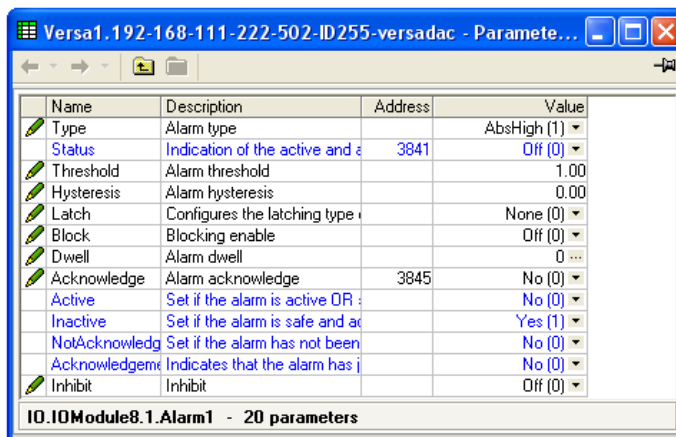 Versa1.192-168-111-222-502-ID255-versadac - Paramete...
Name Description Address Value
Type Alarm type AbsHigh (1)
Status Indication of the active and a 3841 Off (0)
Threshold Alarm threshold 1.00
Hysteresis Alarm hysteresis 0.00
Latch Configures the latching type None (0)
Block Blocking enable Off (0)
Dwell Alarm dwell 0 ...
Acknowledge Alarm acknowledge 3845 No (0)
Active Set if the alarm is active OR No (0)
Inactive Set if the alarm is safe and ac Yes (1)
NotAcknowledg Set if the alarm has not been No (0)
Acknowledgeme Indicates that the alarm has j No (0)
Inhibit Inhibit Off (0)
IO.IOModule8.1.Alarm1 - 20 parameters